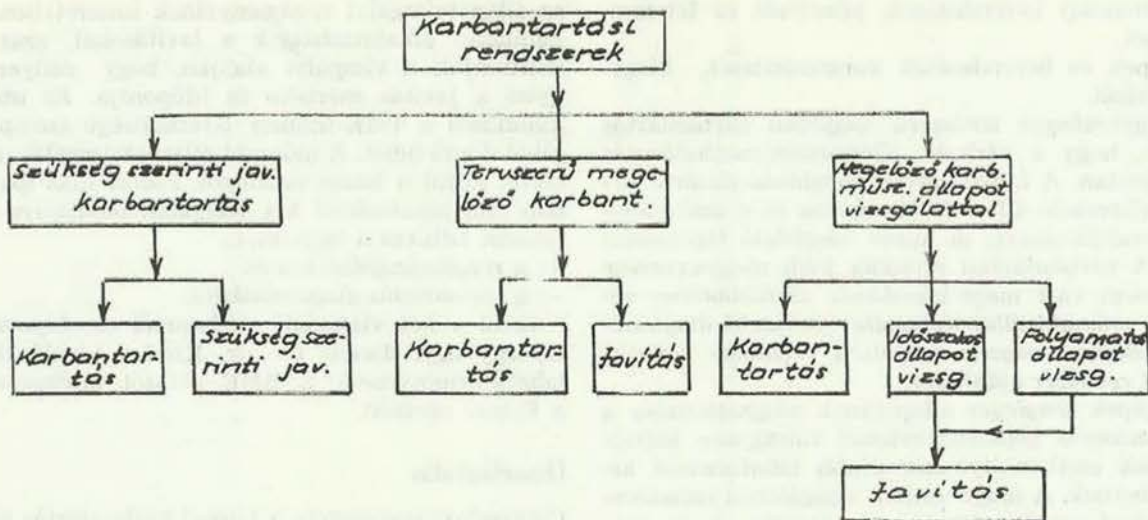 Karbantartási
rendszerek
Szükség szerinti jav.
karbantartás
Tervszerű mege
lőző karbant.
Megelőző karb.
műsz. állapot
vizsgálattal
Karbantar
tás
Szükség sze-
rinti jav.
Karbantar
tás
Javítás
Karban-
tartás
Időszakos
állapot
vizsg.
Folyamatos
állapot
vizsg.
Javítás